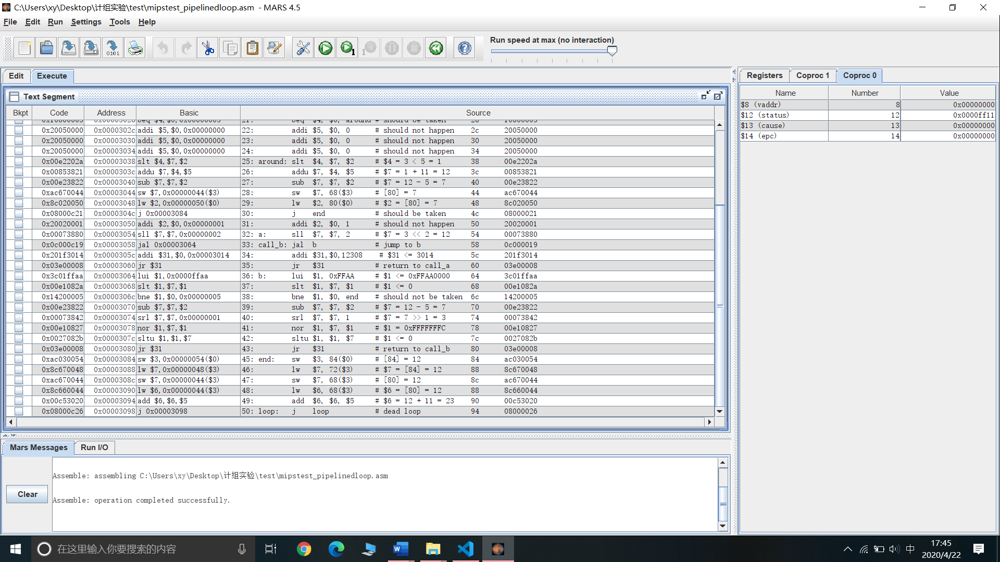 C:\Users\xy\Desktop\计组实验\test\mipstest_pipelinedloop.asm - MARS 4.5
File Edit Run Settings Tools Help
Run speed at max (no interaction)
Edit Execute
Registers Coproc 1 Coproc 0
Text Segment
Name Number Value
$8 (vaddr) 8 0x00000000
$12 (status) 12 0x0000ff11
$13 (cause) 13 0x00000000
$14 (epc) 14 0x00000000
Bkpt Code Address Basic Source
0x10800003 0x00003028 beq $4,$0,0x00000003 21: beq $4, $0, around # should be taken 28 10800003
0x20050000 0x0000302c addi $5,$0,0x00000000 22: addi $5, $0, 0 # should not happen 2c 20050000
0x20050000 0x00003030 addi $5,$0,0x00000000 23: addi $5, $0, 0 # should not happen 30 20050000
0x20050000 0x00003034 addi $5,$0,0x00000000 24: addi $5, $0, 0 # should not happen 34 20050000
0x00e2202a 0x00003038 slt $4,$7,$2 25: around: slt $4, $7, $2 # $4 = 3 < 5 = 1 38 00e2202a
0x00853821 0x0000303c addu $7,$4,$5 26: addu $7, $4, $5 # $7 = 1 + 11 = 12 3c 00853821
0x00e23822 0x00003040 sub $7,$7,$2 27: sub $7, $7, $2 # $7 = 12 - 5 = 7 40 00e23822
0xac670044 0x00003044 sw $7,0x00000044($3) 28: sw $7, 68($3) # [80] = 7 44 ac670044
0x8c020050 0x00003048 lw $2,0x00000050($0) 29: lw $2, 80($0) # $2 = [80] = 7 48 8c020050
0x08000c21 0x0000304c j 0x00003084 30: j end # should be taken 4c 08000021
0x20020001 0x00003050 addi $2,$0,0x00000001 31: addi $2, $0, 1 # should not happen 50 20020001
0x00073880 0x00003054 sll $7,$7,0x00000002 32: a: sll $7, $7, 2 # $7 = 3 << 2 = 12 54 00073880
0x0c000c19 0x00003058 jal 0x00003064 33: call_b: jal b # jump to b 58 0c000019
0x201f3014 0x0000305c addi $31,$0,0x00003014 34: addi $31,$0,12308 # $31 <= 3014 5c 201f3014
0x03e00008 0x00003060 jr $31 35: jr $31 # return to call_a 60 03e00008
0x3c01ffaa 0x00003064 lui $1,0x0000ffaa 36: b: lui $1, 0xFFAA # $1 <= 0xFFAA0000 64 3c01ffaa
0x00e1082a 0x00003068 slt $1,$7,$1 37: slt $1, $7, $1 # $1 <= 0 68 00e1082a
0x14200005 0x0000306c bne $1,$0,0x00000005 38: bne $1, $0, end # should not be taken 6c 14200005
0x00e23822 0x00003070 sub $7,$7,$2 39: sub $7, $7, $2 # $7 = 12 - 5 = 7 70 00e23822
0x00073842 0x00003074 srl $7,$7,0x00000001 40: srl $7, $7, 1 # $7 = 7 >> 1 = 3 74 00073842
0x00e10827 0x00003078 nor $1,$7,$1 41: nor $1, $7, $1 # $1 = 0xFFFFFFFC 78 00e10827
0x0027082b 0x0000307c sltu $1,$1,$7 42: sltu $1, $1, $7 # $1 <= 0 7c 0027082b
0x03e00008 0x00003080 jr $31 43: jr $31 # return to call_b 80 03e00008
0xac030054 0x00003084 sw $3,0x00000054($0) 45: end: sw $3, 84($0) # [84] = 12 84 ac030054
0x8c670048 0x00003088 lw $7,0x00000048($3) 46: lw $7, 72($3) # $7 = [84] = 12 88 8c670048
0xac670044 0x0000308c sw $7,0x00000044($3) 47: sw $7, 68($3) # [80] = 12 8c ac670044
0x8c660044 0x00003090 lw $6,0x00000044($3) 48: lw $6, 68($3) # $6 = [80] = 12 88 8c660044
0x00c53020 0x00003094 add $6,$6,$5 49: add $6, $6, $5 # $6 = 12 + 11 = 23 90 00c53020
0x08000c26 0x00003098 j 0x00003098 50: loop: j loop # dead loop 94 08000026
Mars Messages Run I/O
Assemble: assembling C:\Users\xy\Desktop\计组实验\test\mipstest_pipelinedloop.asm
Clear
Assemble: operation completed successfully.
在这里输入你要搜索的内容
中
17:45
2020/4/22